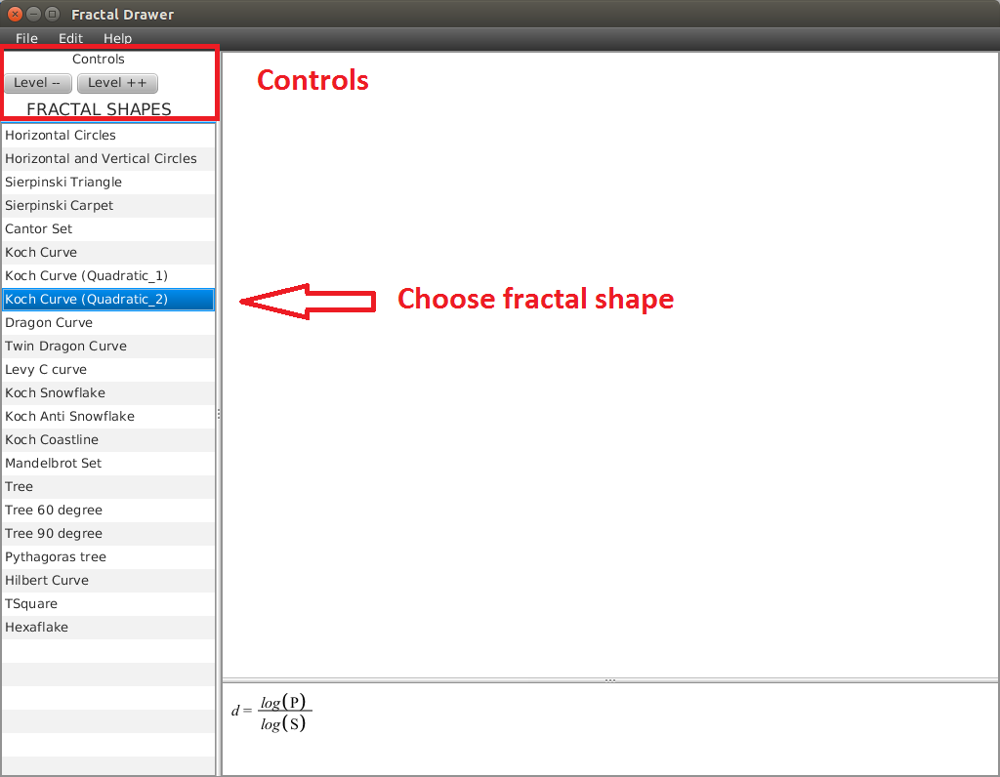 Fractal Drawer
File Edit Help
Controls
Level -- Level ++
FRACTAL SHAPES
Horizontal Circles
Horizontal and Vertical Circles
Sierpinski Triangle
Sierpinski Carpet
Cantor Set
Koch Curve
Koch Curve (Quadratic_1)
Koch Curve (Quadratic_2)
Dragon Curve
Twin Dragon Curve
Levy C curve
Koch Snowflake
Koch Anti Snowflake
Koch Coastline
Mandelbrot Set
Tree
Tree 60 degree
Tree 90 degree
Pythagoras tree
Hilbert Curve
TSquare
Hexaflake
Controls
Choose fractal shape
d = log(P)
log(S)